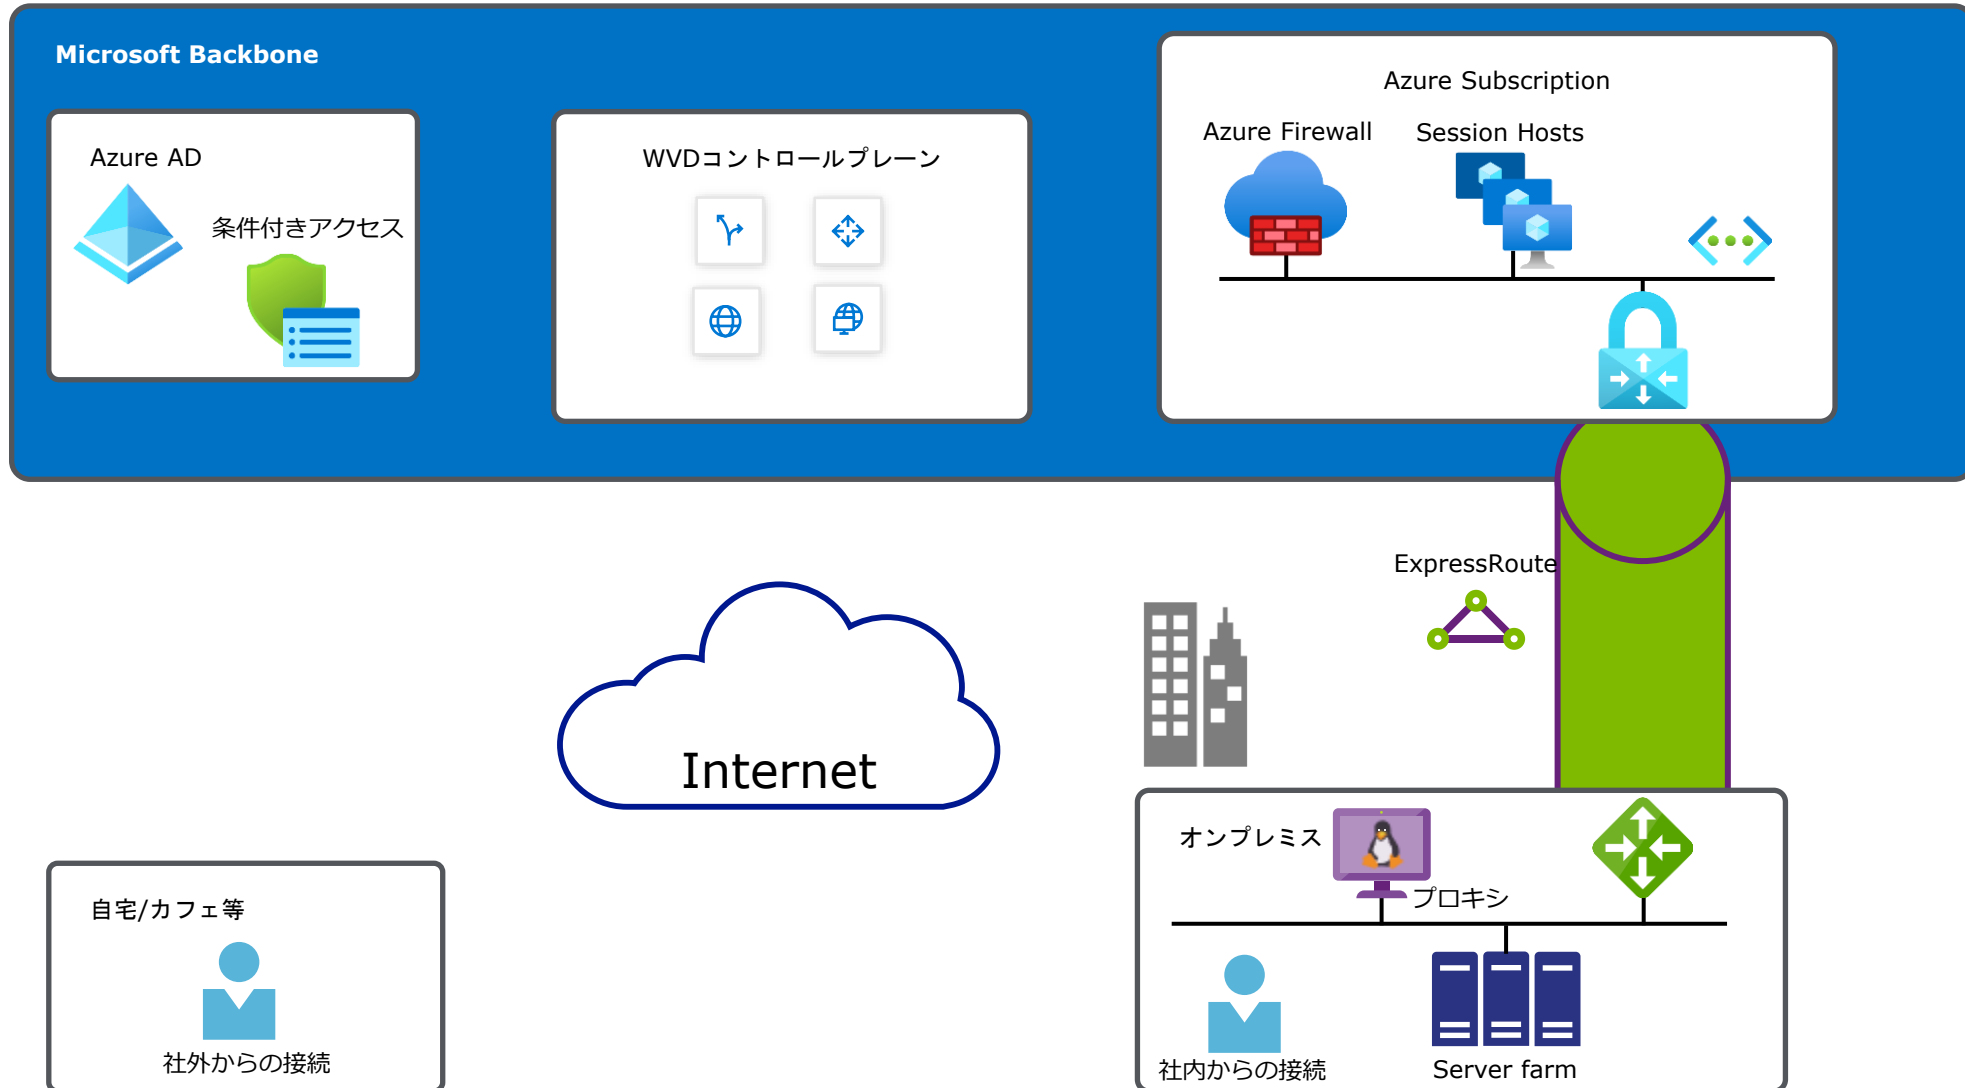 Microsoft Backbone
Azure AD
条件付きアクセス
WVDコントロールプレーン
Azure Subscription
Azure Firewall
Session Hosts
ExpressRoute
Internet
自宅/カフェ等
社外からの接続
オンプレミス
プロキシ
社内からの接続
Server farm